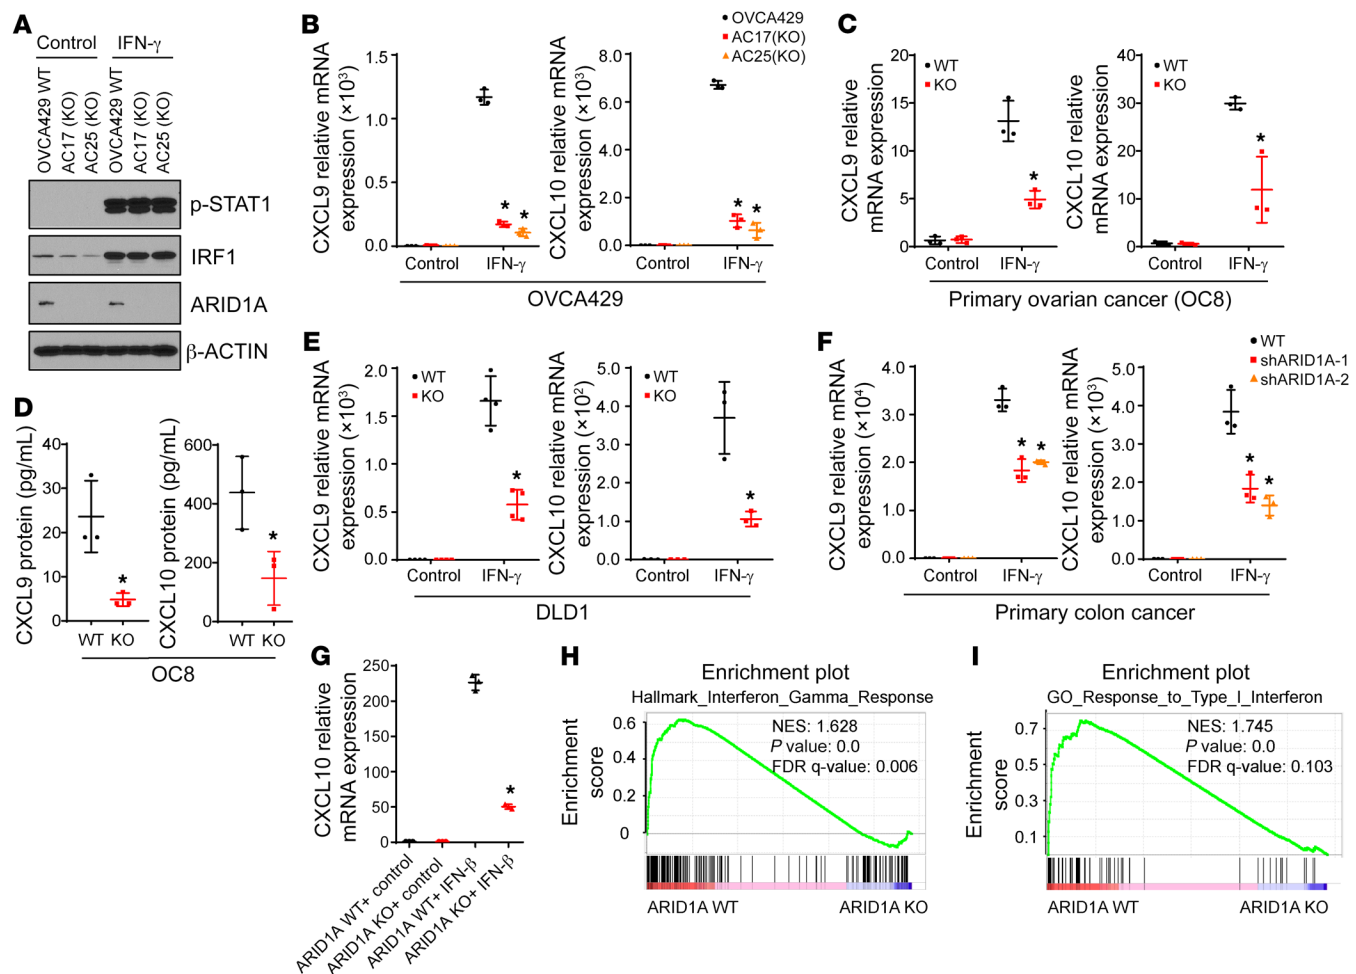 A
Control
IFN-γ
OVCA429 WT
AC17 (KO)
AC25 (KO)
OVCA429 WT
AC17 (KO)
AC25 (KO)
p-STAT1
IRF1
ARID1A
β-ACTIN
B
OVCA429
AC17(KO)
AC25(KO)
CXCL9 relative mRNA
expression (×10³)
1.5
1.0
0.5
0.0
*
*
Control
IFN-γ
CXCL10 relative mRNA
expression (×10³)
8.0
6.0
4.0
2.0
0.0
*
*
Control
IFN-γ
OVCA429
C
CXCL9 relative
mRNA expression
20
15
10
5
0
WT
KO
*
Control
IFN-γ
CXCL10 relative
mRNA expression
40
30
20
10
0
WT
KO
*
Control
IFN-γ
Primary ovarian cancer (OC8)
D
CXCL9 protein (pg/mL)
40
30
20
10
0
*
WT KO
CXCL10 protein (pg/mL)
600
400
200
0
*
WT KO
OC8
E
CXCL9 relative mRNA
expression (×10³)
2.0
1.5
1.0
0.5
0.0
WT
KO
*
Control
IFN-γ
CXCL10 relative mRNA
expression (×10²)
5.0
4.0
3.0
2.0
1.0
0.0
WT
KO
*
Control
IFN-γ
DLD1
F
WT
shARID1A-1
shARID1A-2
CXCL9 relative mRNA
expression (×10⁴)
4.0
3.0
2.0
1.0
0.0
*
*
Control
IFN-γ
CXCL10 relative mRNA
expression (×10³)
5.0
4.0
3.0
2.0
1.0
0.0
*
*
Control
IFN-γ
Primary colon cancer
G
CXCL10 relative
mRNA expression
250
200
150
100
50
0
*
ARID1A WT+ control
ARID1A KO+ control
ARID1A WT+ IFN-β
ARID1A KO+ IFN-β
H
Enrichment plot
Hallmark_Interferon_Gamma_Response
Enrichment
score
0.6
0.4
0.2
0
NES: 1.628
P value: 0.0
FDR q-value: 0.006
ARID1A WT
ARID1A KO
I
Enrichment plot
GO_Response_to_Type_I_Interferon
Enrichment
score
0.7
0.5
0.3
0.1
NES: 1.745
P value: 0.0
FDR q-value: 0.103
ARID1A WT
ARID1A KO